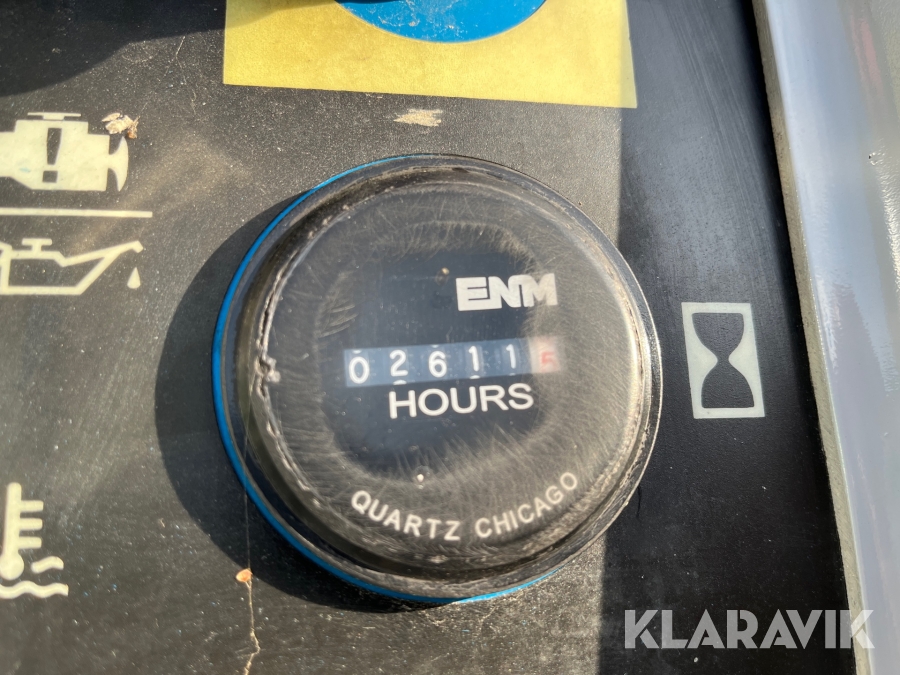 ENM
026115
HOURS
QUARTZ CHICAGO
KLARAVIK